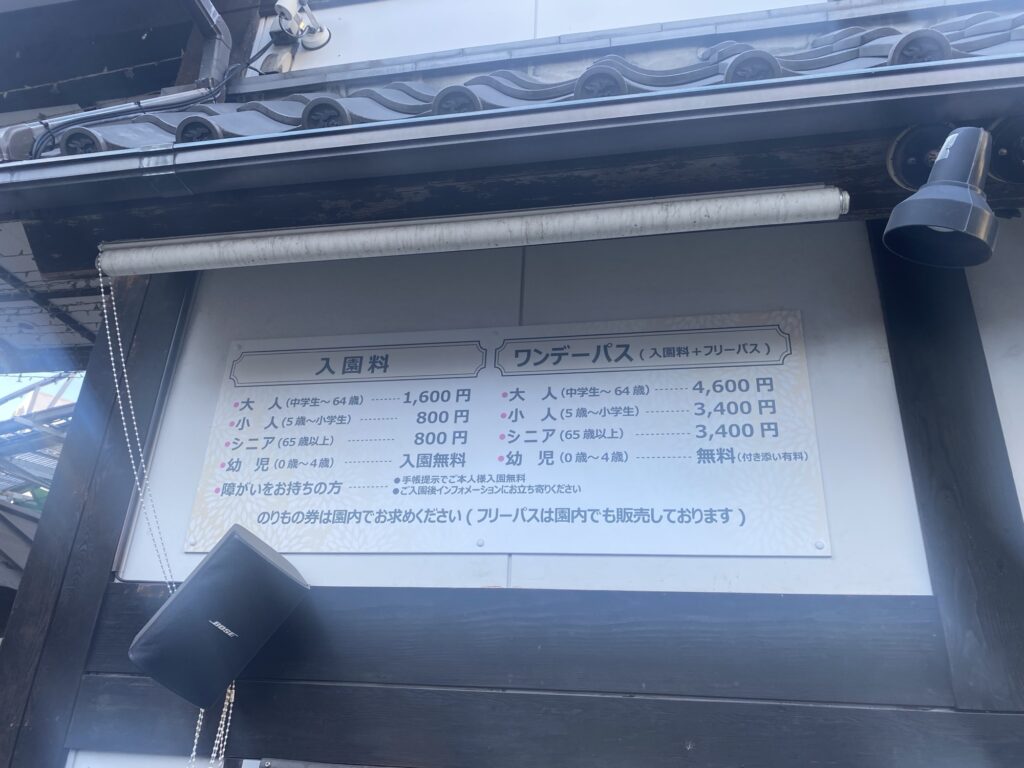 入園料
●大 人(中学生～64歳) -------- 1,600円
●小 人(5歳～小学生) 800円
●シニア(65歳以上) ---------- 800円
●幼 児(0歳～4歳) ---------- 入園無料
●障がいをお持ちの方 ---------- ●手帳提示でご本人様入園無料
●ご入園後インフォメーションにお立ち寄りください
ワンデーパス(入園料+フリーパス)
●大 人(中学生～64歳) -------- 4,600円
●小 人(5歳～小学生) ---------- 3,400円
●シニア(65歳以上) -------------- 3,400円
●幼 児(0歳～4歳) -------------- 無料(付き添い有料)
のりもの券は園内でお求めください(フリーパスは園内でも販売しております)
BOSE